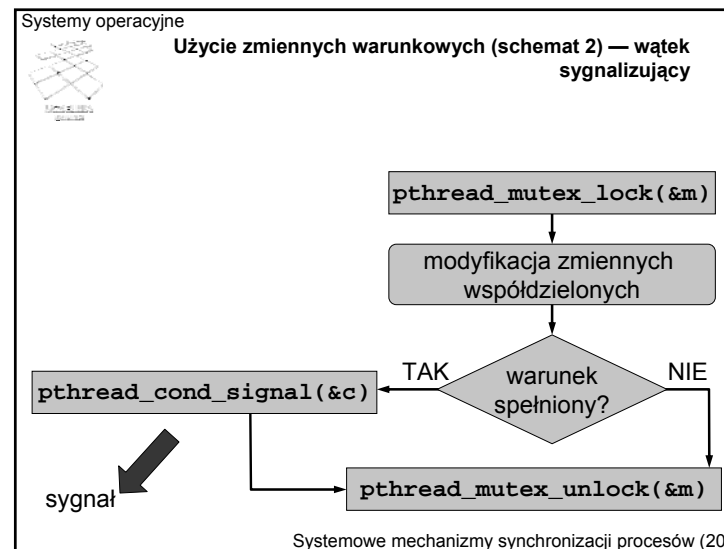 Systemy operacyjne
Użycie zmiennych warunkowych (schemat 2) — wątek
sygnalizujący
pthread_mutex_lock(&m)
modyfikacja zmiennych
współdzielonych
warunek
spełniony?
TAK
NIE
pthread_cond_signal(&c)
sygnał
pthread_mutex_unlock(&m)
Systemowe mechanizmy synchronizacji procesów (20